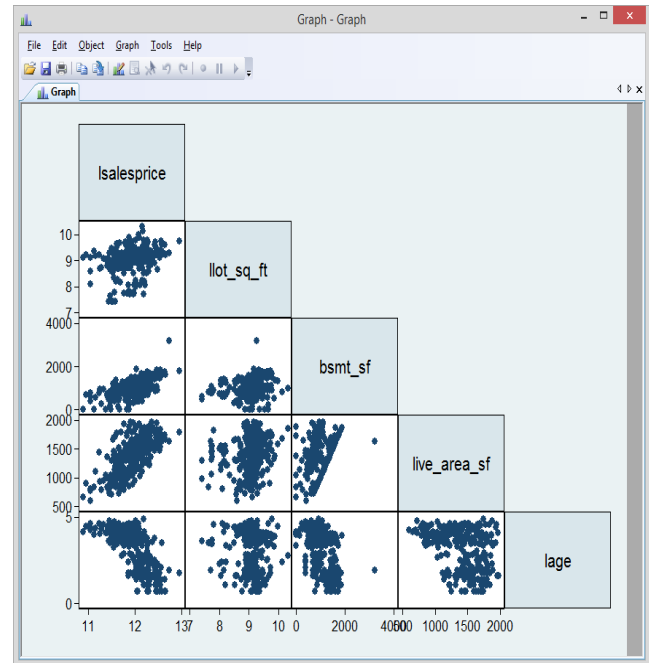 Graph - Graph
File Edit Object Graph Tools Help
Graph
lsalesprice
10
9
8
7
llot_sq_ft
4000
2000
0
bsmt_sf
2000
1500
1000
500
live_area_sf
5
0
lage
11 12 13 7 8 9 10 0 2000 4000 500 1000 1500 2000